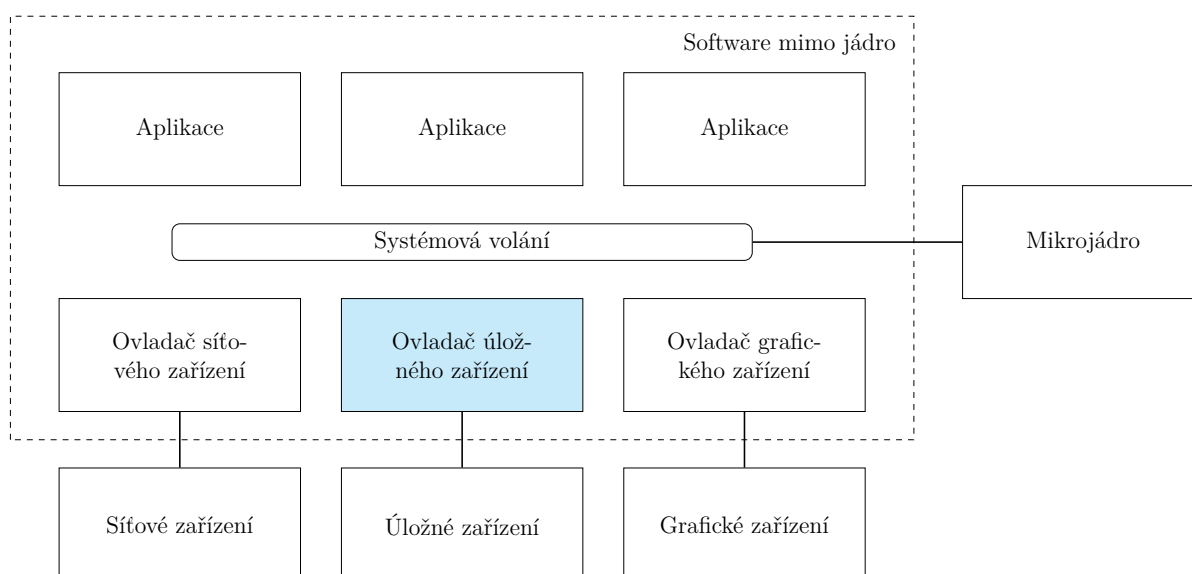 Software mimo jádro
Aplikace
Aplikace
Aplikace
Systémová volání
Mikrojádro
Ovladač síťo-
vého zařízení
Ovladač úlož-
ného zařízení
Ovladač grafic-
kého zařízení
Síťové zařízení
Úložné zařízení
Grafické zařízení